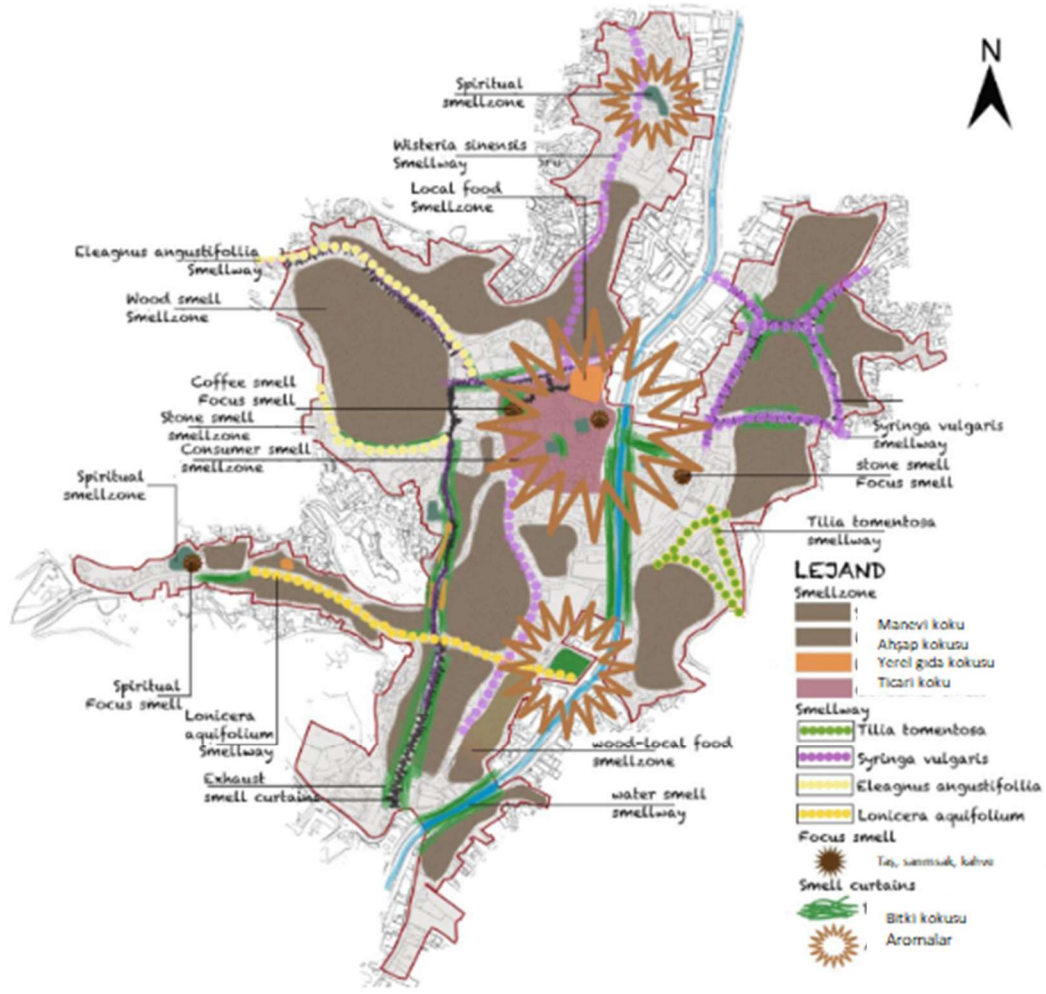 N
Spiritual
smellzone
Wisteria sinensis
Smellway
Local food
Smellzone
Eleagnus angustifollia
Smellway
Wood smell
Smellzone
Coffee smell
Focus smell
Stone smell
smellzone
Consumer smell
smellzone
Spiritual
smellzone
Syringa vulgaris
smellway
stone smell
Focus smell
Tilia tomentosa
smellway
Spiritual
Focus smell
Lonicera
aquifolium
Smellway
Exhaust
smell curtains
wood-local food
smellzone
water smell
smellway
LEJAND
Smellzone
Manevi koku
Ahşap kokusu
Yerel gıda kokusu
Ticari koku
Smellway
Tilia tomentosa
Syringa vulgaris
Eleagnus angustifollia
Lonicera aquifolium
Focus smell
Taş, sarımsak, kahve
Smell curtains
Bitki kokusu
Aromalar